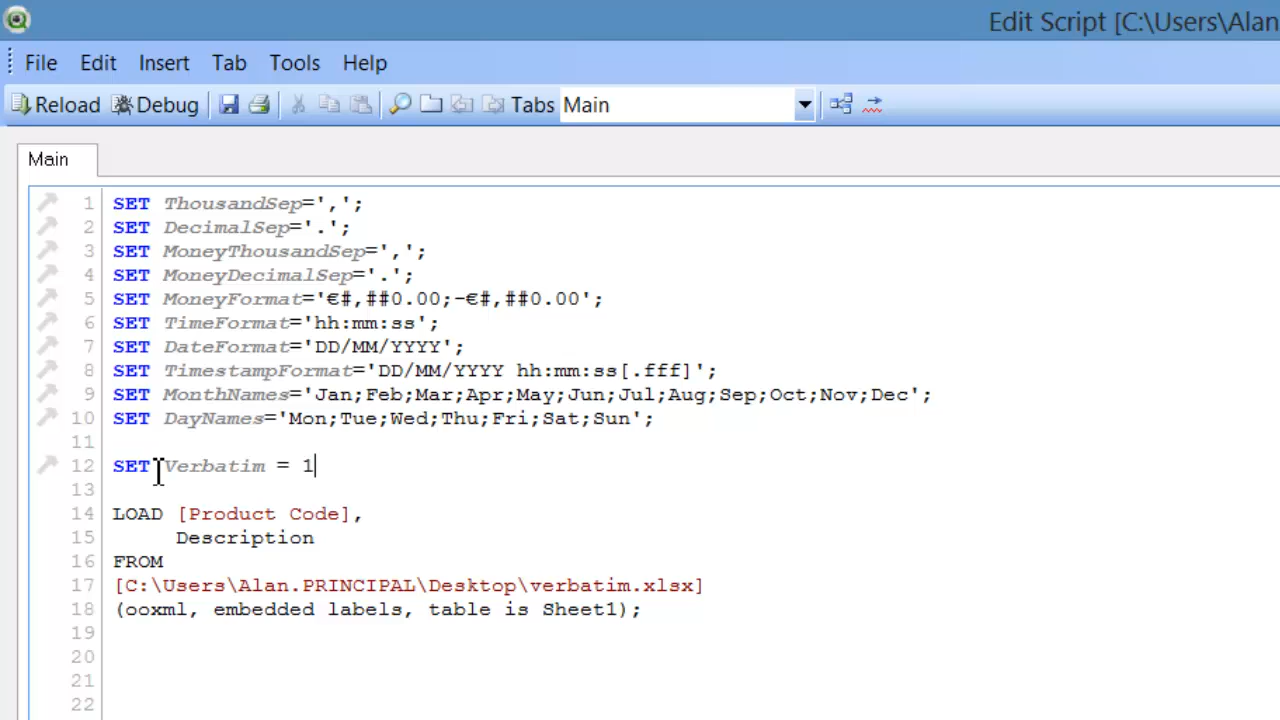 Edit Script [C:\Users\Alan
File Edit Insert Tab Tools Help
Reload Debug Tabs Main
Main
1 SET ThousandSep=',';
2 SET DecimalSep='.';
3 SET MoneyThousandSep=',';
4 SET MoneyDecimalSep='.';
5 SET MoneyFormat='€#,##0.00;-€#,##0.00';
6 SET TimeFormat='hh:mm:ss';
7 SET DateFormat='DD/MM/YYYY';
8 SET TimestampFormat='DD/MM/YYYY hh:mm:ss[.fff]';
9 SET MonthNames='Jan;Feb;Mar;Apr;May;Jun;Jul;Aug;Sep;Oct;Nov;Dec';
10 SET DayNames='Mon;Tue;Wed;Thu;Fri;Sat;Sun';
11
12 SET Verbatim = 1
13
14 LOAD [Product Code],
15 Description
16 FROM
17 [C:\Users\Alan.PRINCIPAL\Desktop\verbatim.xlsx]
18 (ooxml, embedded labels, table is Sheet1);
19
20
21
22